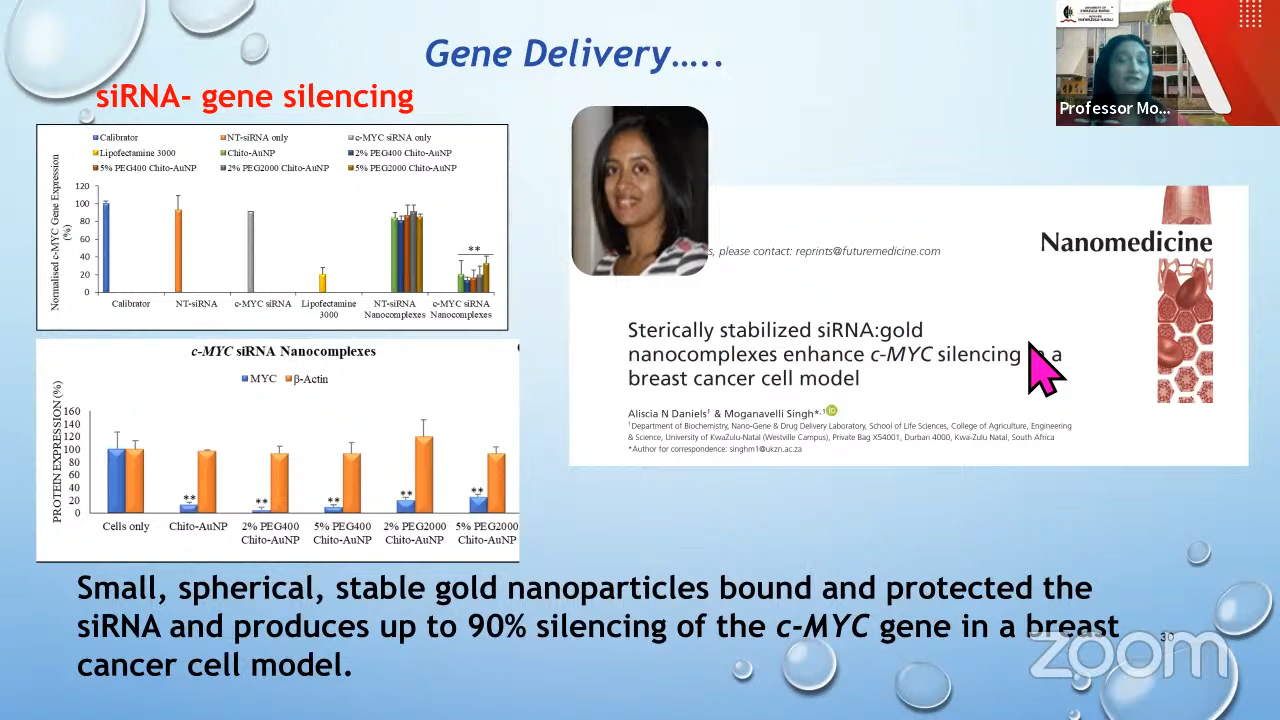 Gene Delivery…..
siRNA- gene silencing
Calibrator NT-siRNA only c-MYC siRNA only
Lipofectamine 3000 Chito-AuNP 2% PEG400 Chito-AuNP
5% PEG400 Chito-AuNP 2% PEG2000 Chito-AuNP 5% PEG2000 Chito-AuNP
Normalised c-MYC Gene Expression
(%)
120
100
80
60
40
20
0
**
Calibrator NT-siRNA c-MYC siRNA Lipofectamine NT-siRNA c-MYC siRNA
3000 Nanocomplexes Nanocomplexes
c-MYC siRNA Nanocomplexes
MYC β-Actin
PROTEIN EXPRESSION (%)
160
140
120
100
80
60
40
20
0
** ** ** ** **
Cells only Chito-AuNP 2% PEG400 5% PEG400 2% PEG2000 5% PEG2000
Chito-AuNP Chito-AuNP Chito-AuNP Chito-AuNP
Professor Mo...
s, please contact: reprints@futuremedicine.com
Nanomedicine
Sterically stabilized siRNA:gold
nanocomplexes enhance c-MYC silencing a
breast cancer cell model
Aliscia N Daniels¹ & Moganavelli Singh*,¹ iD
¹Department of Biochemistry, Nano-Gene & Drug Delivery Laboratory, School of Life Sciences, College of Agriculture, Engineering
& Science, University of KwaZulu-Natal (Westville Campus), Private Bag X54001, Durban 4000, Kwa-Zulu Natal, South Africa
*Author for correspondence: singhm1@ukzn.ac.za
Small, spherical, stable gold nanoparticles bound and protected the
siRNA and produces up to 90% silencing of the c-MYC gene in a breast
cancer cell model.
30
zoom